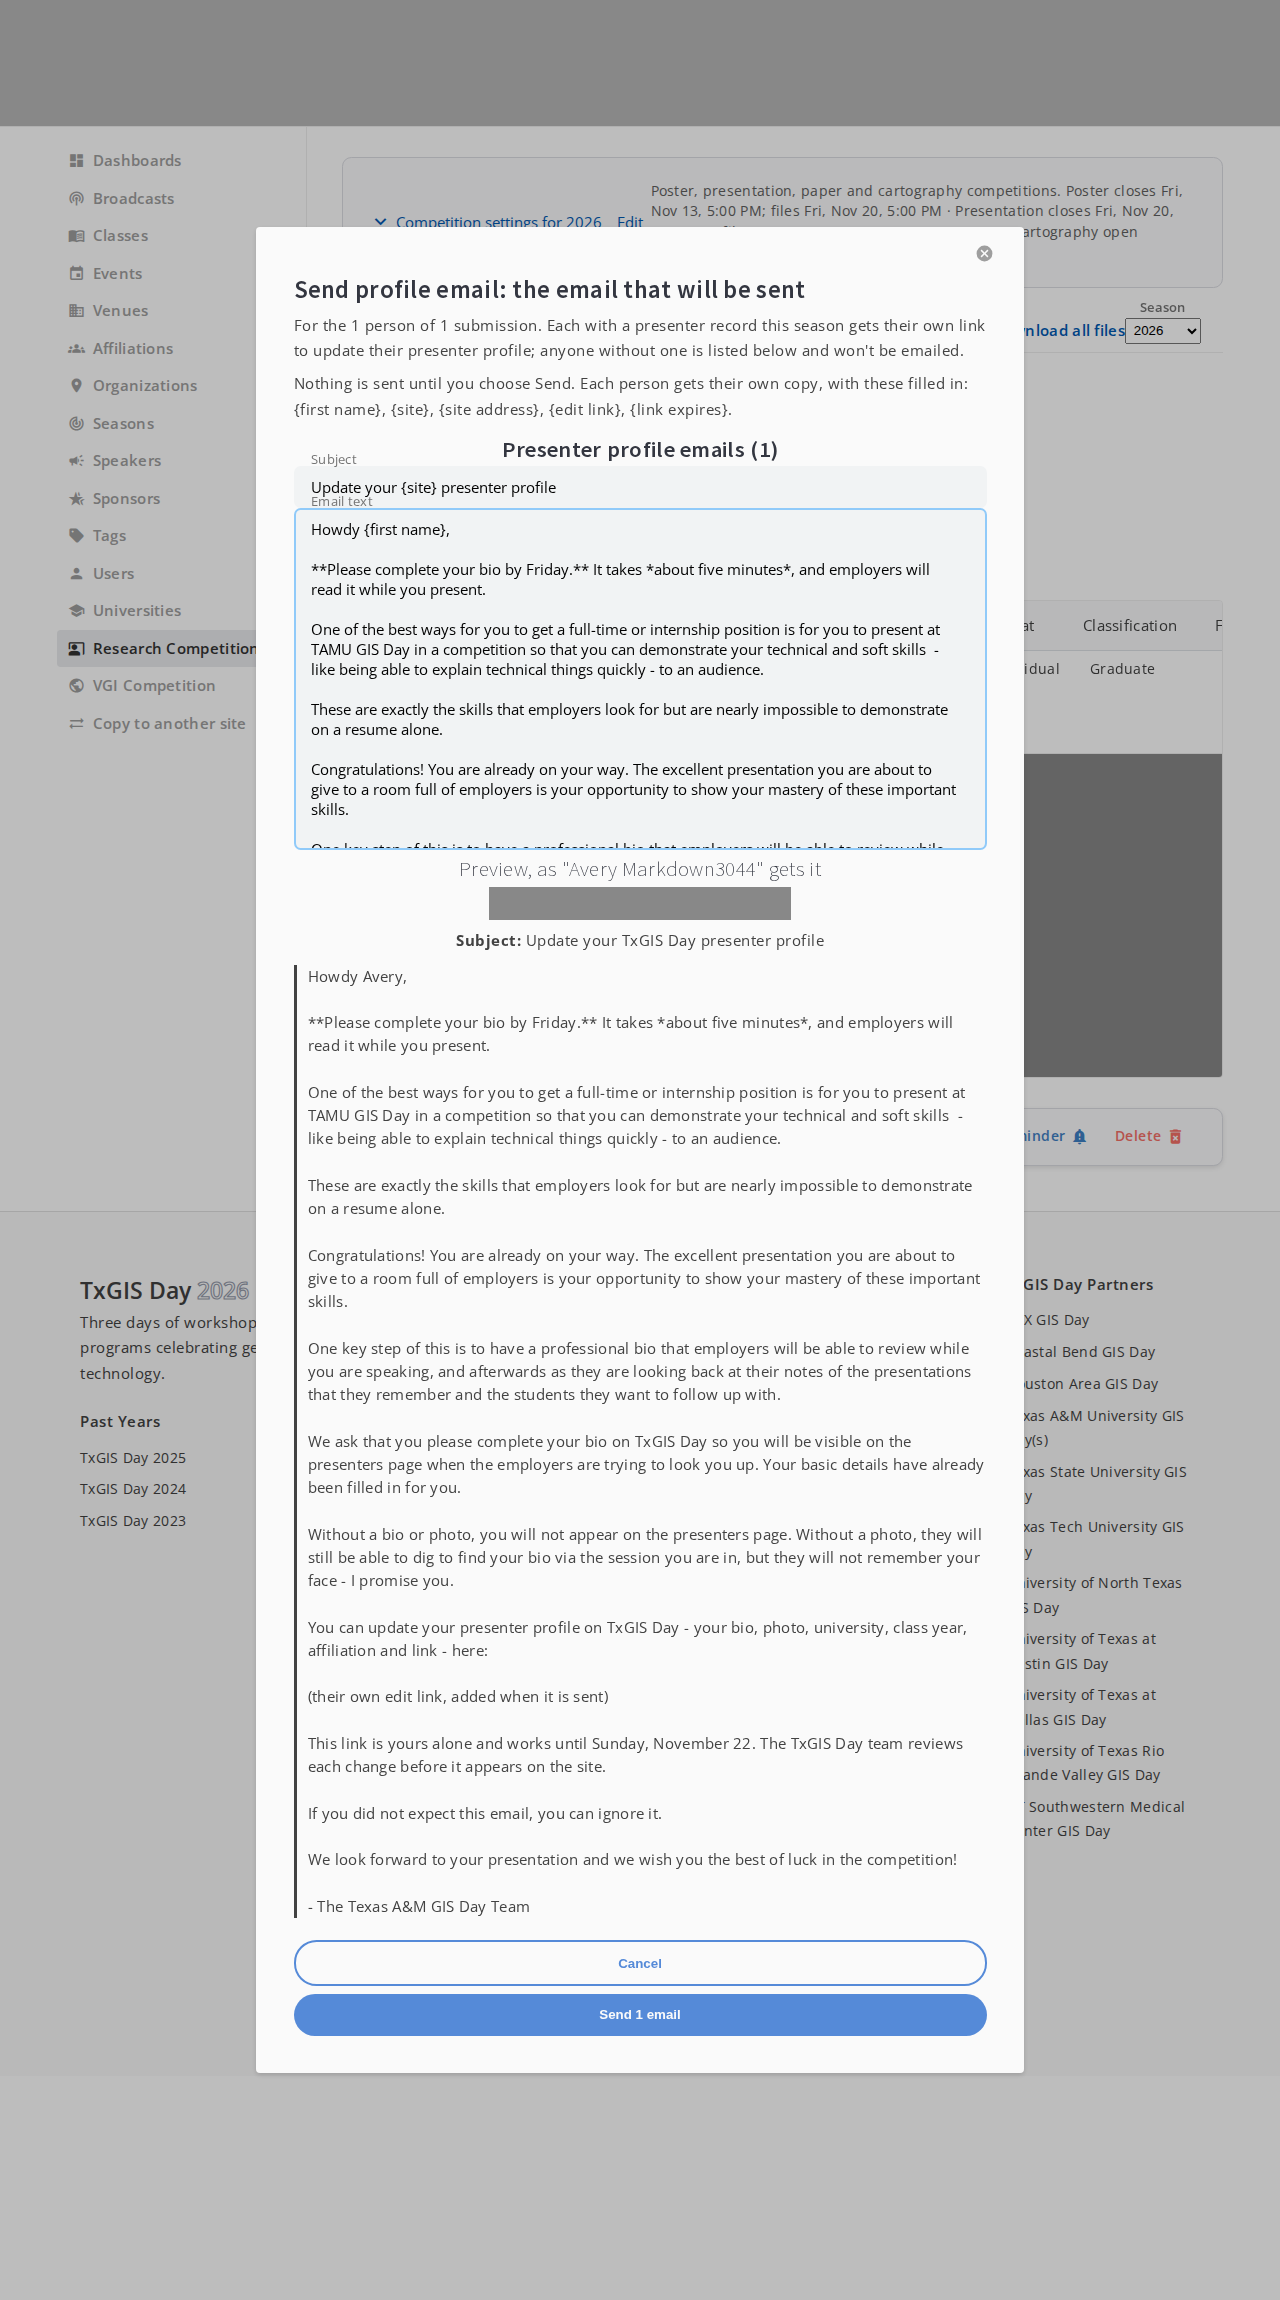 Dashboards
Broadcasts
Classes
Events
Venues
Affiliations
Organizations
Seasons
Speakers
Sponsors
Tags
Users
Universities
Research Competition
VGI Competition
Copy to another site
Competition settings for 2026 Edit
Poster, presentation, paper and cartography competitions. Poster closes Fri,
Nov 13, 5:00 PM; files Fri, Nov 20, 5:00 PM · Presentation closes Fri, Nov 20,
open
Season
all files
2026
Classification
Graduate
Delete
Send profile email: the email that will be sent
For the 1 person of 1 submission. Each with a presenter record this season gets their own link
to update their presenter profile; anyone without one is listed below and won't be emailed.
Nothing is sent until you choose Send. Each person gets their own copy, with these filled in:
{first name}, {site}, {site address}, {edit link}, {link expires}.
Presenter profile emails (1)
Subject
Update your {site} presenter profile
Email text
Howdy {first name},
**Please complete your bio by Friday.** It takes *about five minutes*, and employers will
read it while you present.
One of the best ways for you to get a full-time or internship position is for you to present at
TAMU GIS Day in a competition so that you can demonstrate your technical and soft skills  -
like being able to explain technical things quickly - to an audience.
These are exactly the skills that employers look for but are nearly impossible to demonstrate
on a resume alone.
Congratulations! You are already on your way. The excellent presentation you are about to
give to a room full of employers is your opportunity to show your mastery of these important
skills.
One key step of this is to have a professional bio that employers will be able to review while
Preview, as "Avery Markdown3044" gets it
Subject: Update your TxGIS Day presenter profile
Howdy Avery,
**Please complete your bio by Friday.** It takes *about five minutes*, and employers will
read it while you present.
One of the best ways for you to get a full-time or internship position is for you to present at
TAMU GIS Day in a competition so that you can demonstrate your technical and soft skills  -
like being able to explain technical things quickly - to an audience.
These are exactly the skills that employers look for but are nearly impossible to demonstrate
on a resume alone.
Congratulations! You are already on your way. The excellent presentation you are about to
give to a room full of employers is your opportunity to show your mastery of these important
skills.
One key step of this is to have a professional bio that employers will be able to review while
you are speaking, and afterwards as they are looking back at their notes of the presentations
that they remember and the students they want to follow up with.
We ask that you please complete your bio on TxGIS Day so you will be visible on the
presenters page when the employers are trying to look you up. Your basic details have already
been filled in for you.
Without a bio or photo, you will not appear on the presenters page. Without a photo, they will
still be able to dig to find your bio via the session you are in, but they will not remember your
face - I promise you.
You can update your presenter profile on TxGIS Day - your bio, photo, university, class year,
affiliation and link - here:
(their own edit link, added when it is sent)
This link is yours alone and works until Sunday, November 22. The TxGIS Day team reviews
each change before it appears on the site.
If you did not expect this email, you can ignore it.
We look forward to your presentation and we wish you the best of luck in the competition!
- The Texas A&M GIS Day Team
Cancel
Send 1 email
TxGIS Day 2026
Three days of workshop
programs celebrating
technology.
Past Years
TxGIS Day 2025
TxGIS Day 2024
TxGIS Day 2023
GIS Day Partners
GIS Day
Bend GIS Day
Area GIS Day
A&M University GIS
State University GIS
Tech University GIS
of North Texas
Day
of Texas at
GIS Day
of Texas at
GIS Day
of Texas Rio
Valley GIS Day
Southwestern Medical
GIS Day